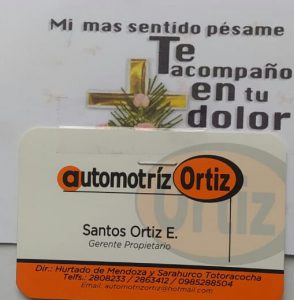 Mi mas sentido pésame
Te
acompaño
en tu
dolor
automotríz Ortiz
Ortiz
Santos Ortiz E.
Gerente Propietario
Dir.: Hurtado de Mendoza y Sarahurco Totoracocha
Telfs.: 2808233 / 2863412 / 0985288504
Email: automotrizortiz@hotmail.com